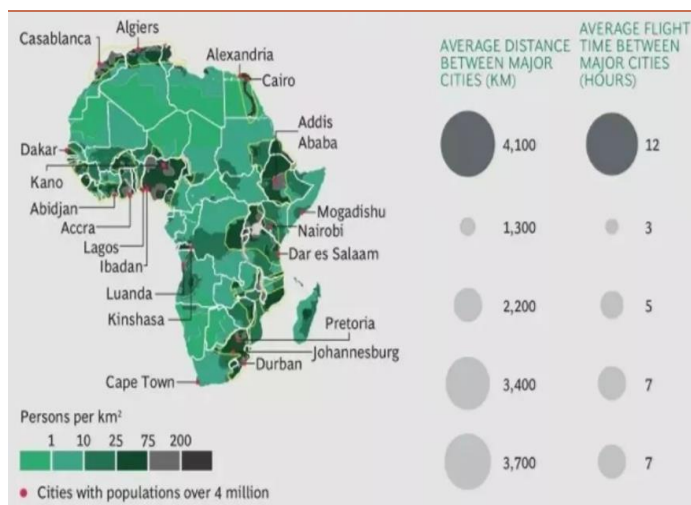 Casablanca
Algiers
Alexandria
Cairo
Addis
Ababa
Dakar
Kano
Abidjan
Accra
Lagos
Ibadan
Mogadishu
Nairobi
Dar es Salaam
Luanda
Kinshasa
Pretoria
Johannesburg
Durban
Cape Town
Persons per km²
1 10 25 75 200
Cities with populations over 4 million
AVERAGE DISTANCE
BETWEEN MAJOR
CITIES (KM)
AVERAGE FLIGHT
TIME BETWEEN
MAJOR CITIES
(HOURS)
4,100 12
1,300 3
2,200 5
3,400 7
3,700 7